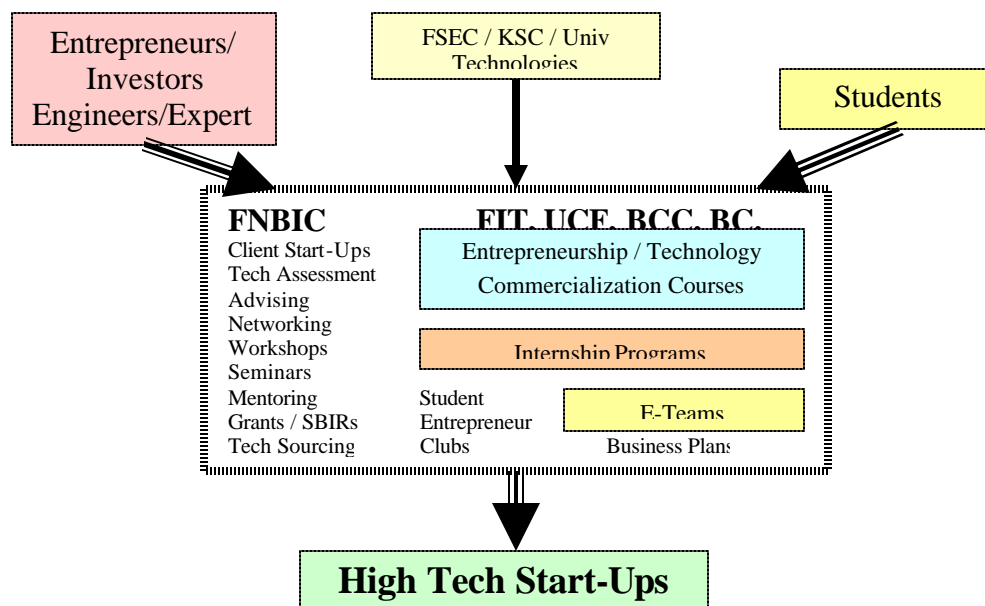 Entrepreneurs/
Investors
Engineers/Expert
FSEC / KSC / Univ
Technologies
Students
FNBIC
Client Start-Ups
Tech Assessment
Advising
Networking
Workshops
Seminars
Mentoring
Grants / SBIRs
Tech Sourcing
FIT, UCF, BCC, BC,
Entrepreneurship / Technology
Commercialization Courses
Internship Programs
Student
Entrepreneur
Clubs
E-Teams
Business Plans
High Tech Start-Ups